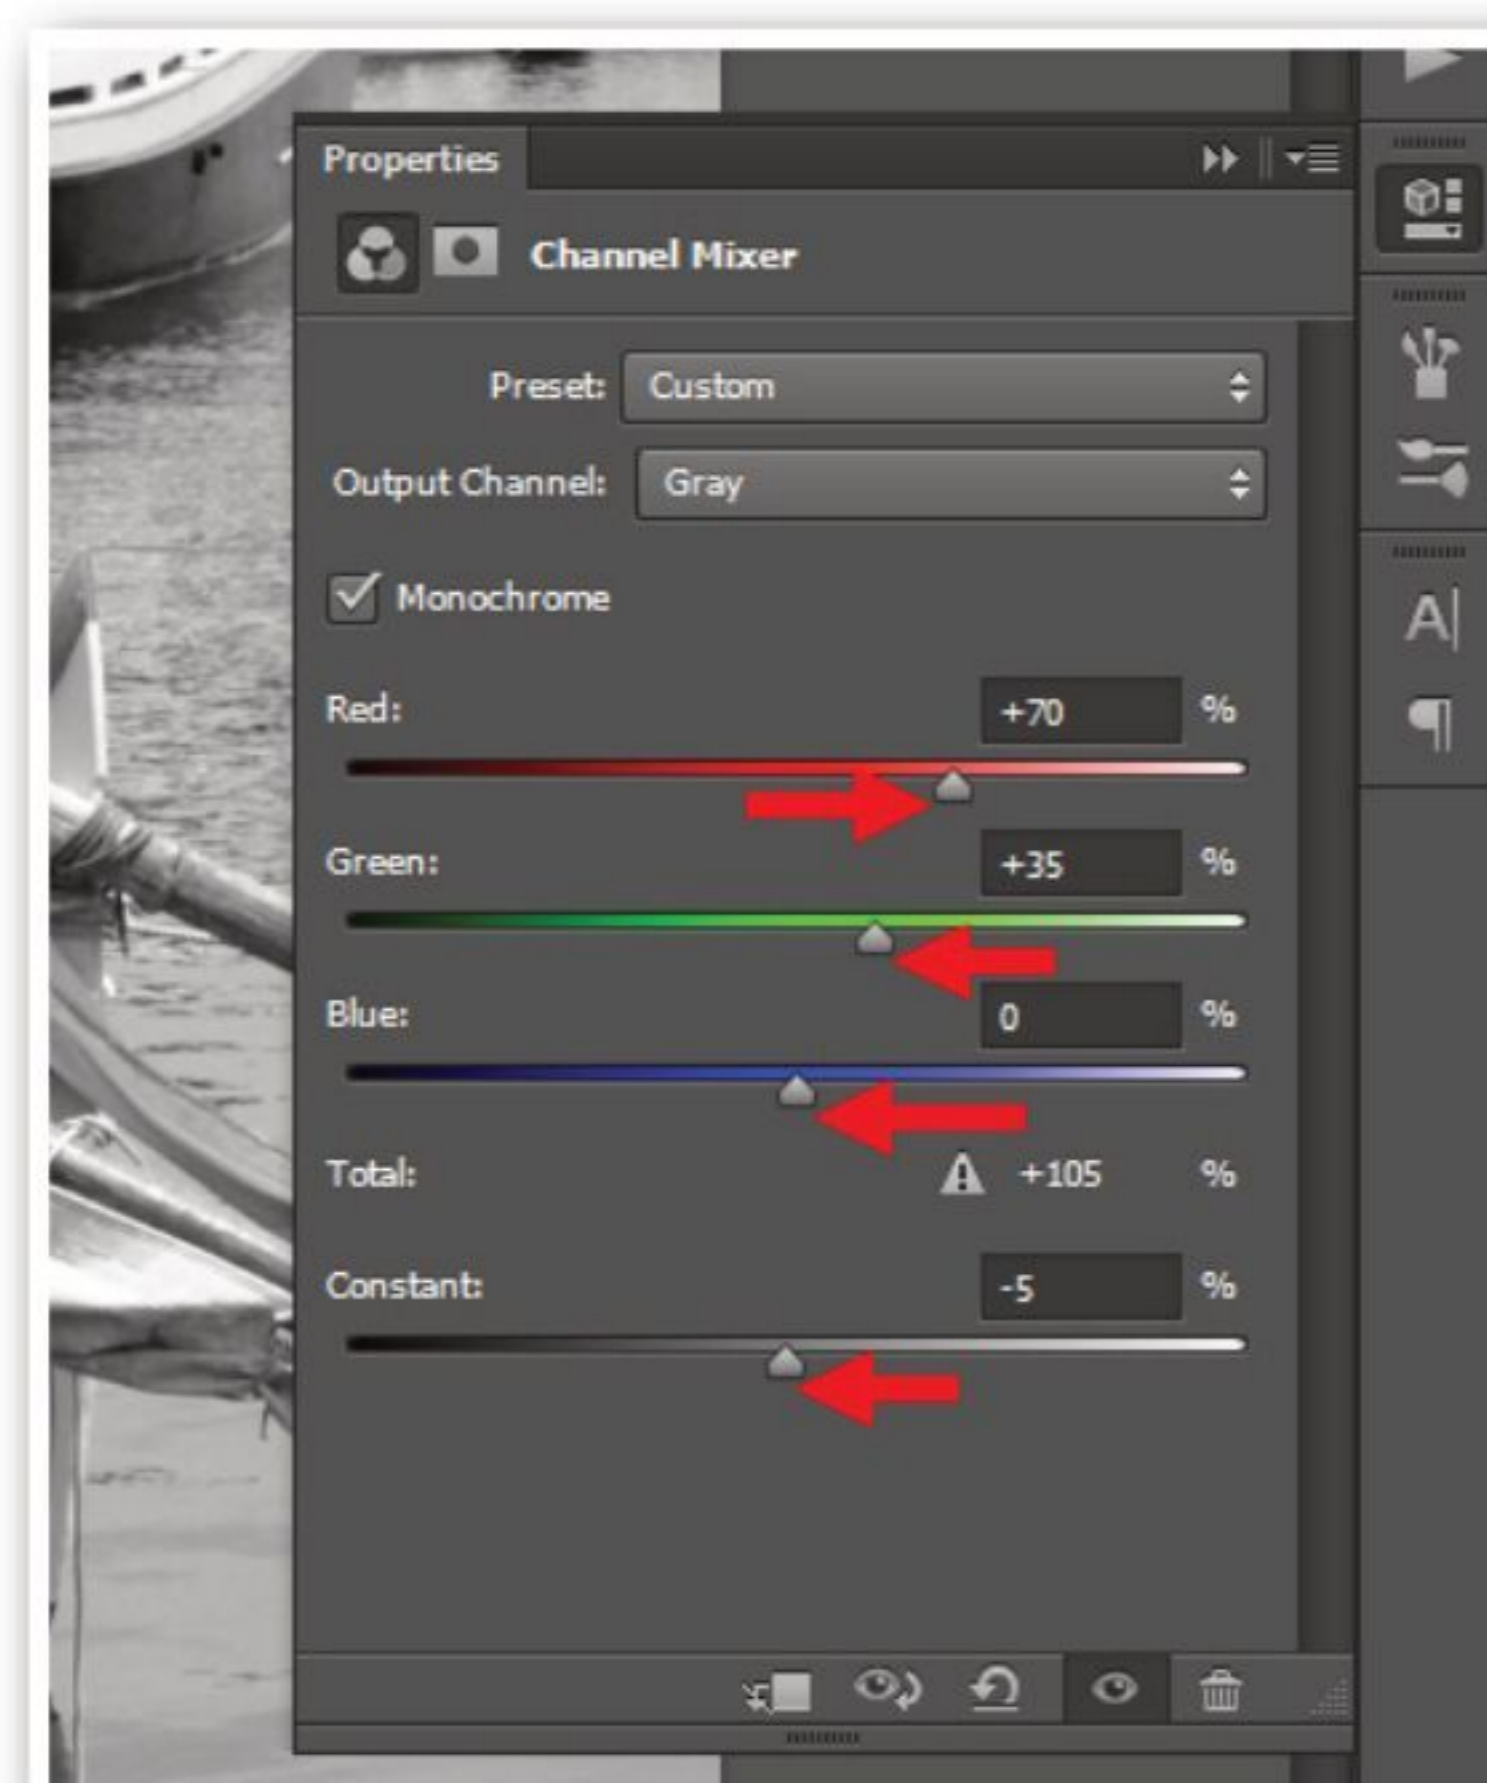 Properties
Channel Mixer
Preset: Custom
Output Channel: Gray
Monochrome
Red: +70 %
Green: +35 %
Blue: 0 %
Total: +105 %
Constant: -5 %
A